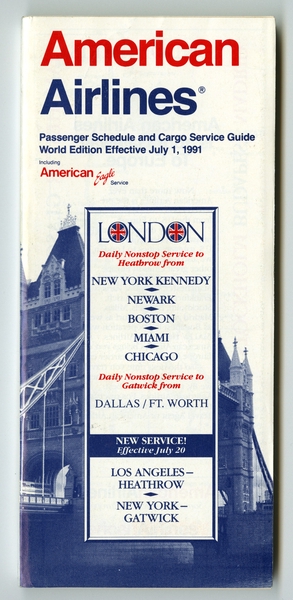 American
Airlines®
Passenger Schedule and Cargo Service Guide
World Edition Effective July 1, 1991
Including
American Eagle Service
LONDON
Daily Nonstop Service to
Heathrow from
NEW YORK KENNEDY
NEWARK
BOSTON
MIAMI
CHICAGO
Daily Nonstop Service to
Gatwick from
DALLAS / FT. WORTH
NEW SERVICE!
Effective July 20
LOS ANGELES–
HEATHROW
NEW YORK–
GATWICK